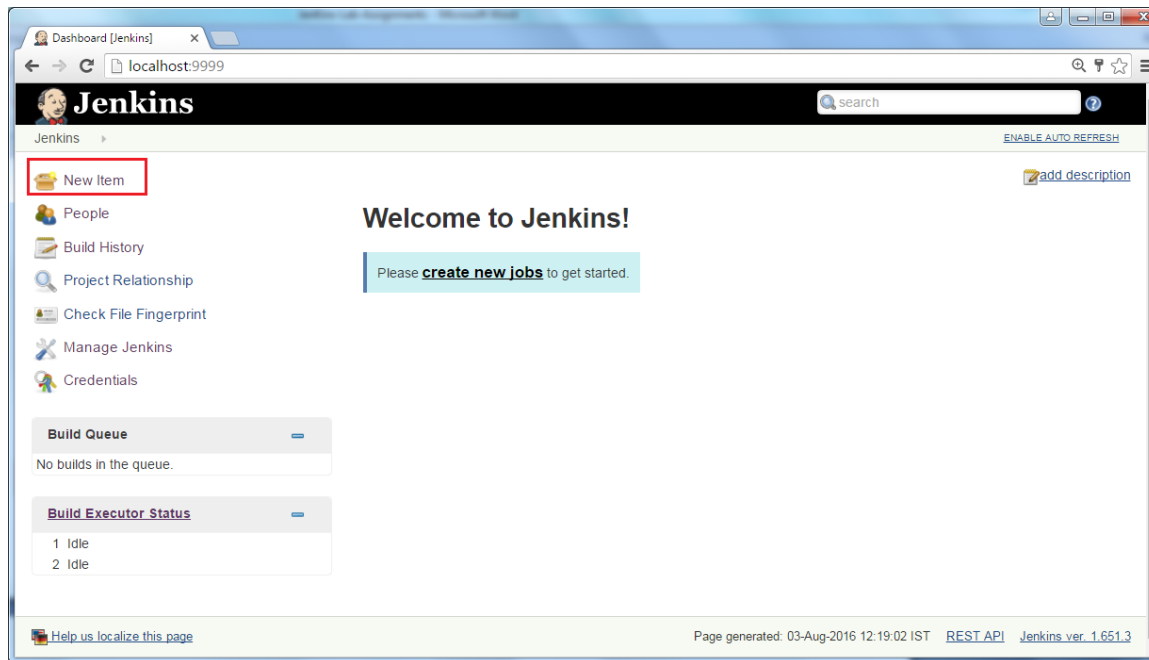 Dashboard [Jenkins]
localhost:9999
Jenkins
search
Jenkins
ENABLE AUTO REFRESH
New Item
add description
People
Welcome to Jenkins!
Build History
Please create new jobs to get started.
Project Relationship
Check File Fingerprint
Manage Jenkins
Credentials
Build Queue
No builds in the queue.
Build Executor Status
1 Idle
2 Idle
Help us localize this page
Page generated: 03-Aug-2016 12:19:02 IST REST API Jenkins ver. 1.651.3